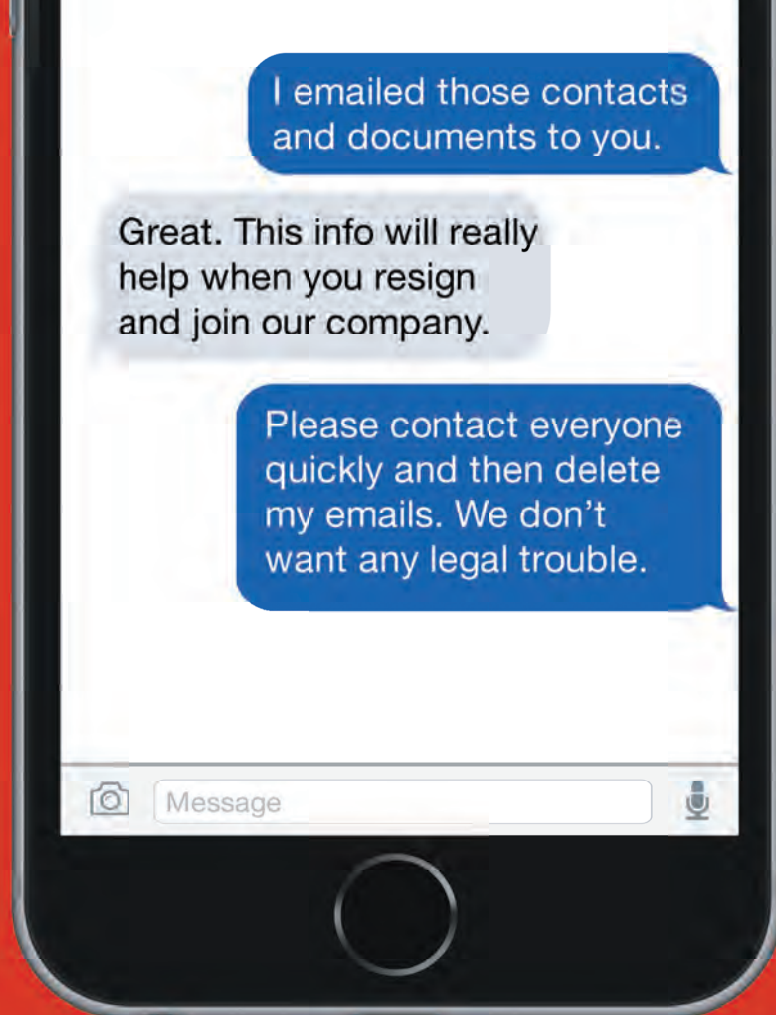 I emailed those contacts
and documents to you.
Great. This info will really
help when you resign
and join our company.
Please contact everyone
quickly and then delete
my emails. We don’t
want any legal trouble.
Message